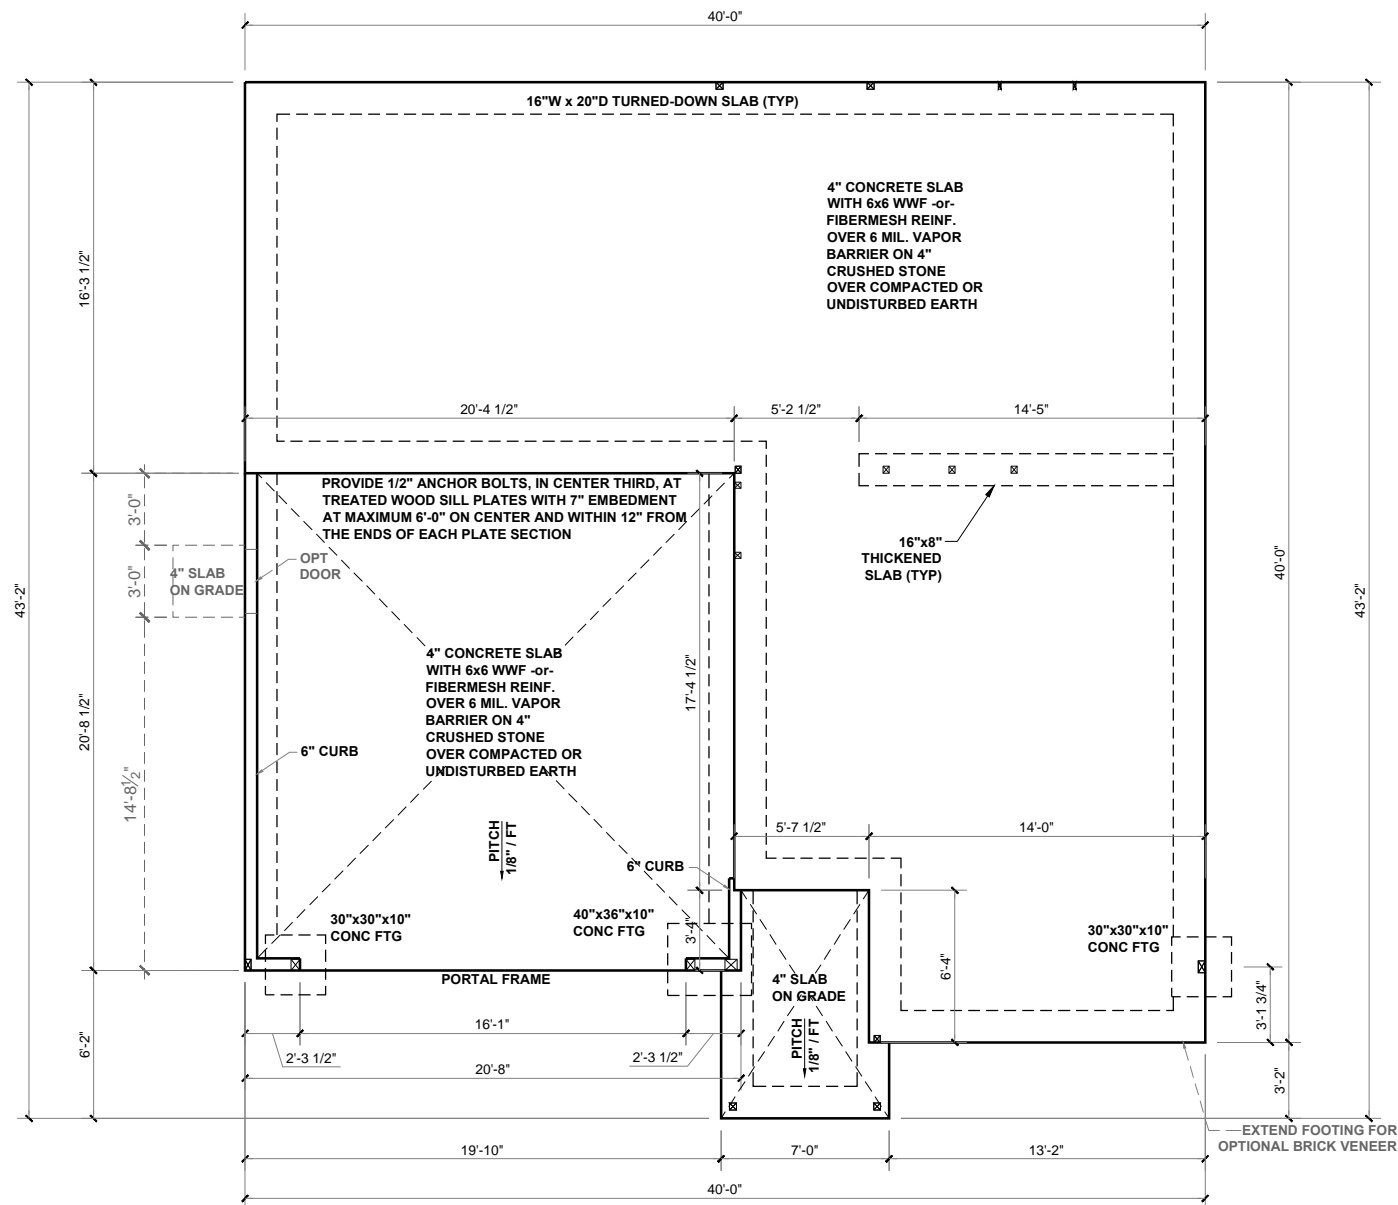 40'-0"
16"W x 20"D TURNED-DOWN SLAB (TYP)
4" CONCRETE SLAB
WITH 6x6 WWF -or-
FIBERMESH REINF.
OVER 6 MIL. VAPOR
BARRIER ON 4"
CRUSHED STONE
OVER COMPACTED OR
UNDISTURBED EARTH
16'-3 1/2"
20'-4 1/2"
5'-2 1/2"
14'-5"
PROVIDE 1/2" ANCHOR BOLTS, IN CENTER THIRD, AT
TREATED WOOD SILL PLATES WITH 7" EMBEDMENT
AT MAXIMUM 6'-0" ON CENTER AND WITHIN 12" FROM
THE ENDS OF EACH PLATE SECTION
3'-0"
3'-0"
OPT
DOOR
4" SLAB
ON GRADE
16"x8"
THICKENED
SLAB (TYP)
43'-2"
40'-0"
43'-2"
4" CONCRETE SLAB
WITH 6x6 WWF -or-
FIBERMESH REINF.
OVER 6 MIL. VAPOR
BARRIER ON 4"
CRUSHED STONE
OVER COMPACTED OR
UNDISTURBED EARTH
17'-4 1/2"
20'-8 1/2"
6" CURB
14'-8½"
5'-7 1/2"
14'-0"
PITCH
1/8" / FT
6" CURB
30"x30"x10"
CONC FTG
40"x36"x10"
CONC FTG
3'-4"
30"x30"x10"
CONC FTG
6'-4"
PORTAL FRAME
4" SLAB
ON GRADE
PITCH
1/8" / FT
3'-1 3/4"
6'-2"
16'-1"
2'-3 1/2"
2'-3 1/2"
20'-8"
3'-2"
EXTEND FOOTING FOR
OPTIONAL BRICK VENEER
19'-10"
7'-0"
13'-2"
40'-0"